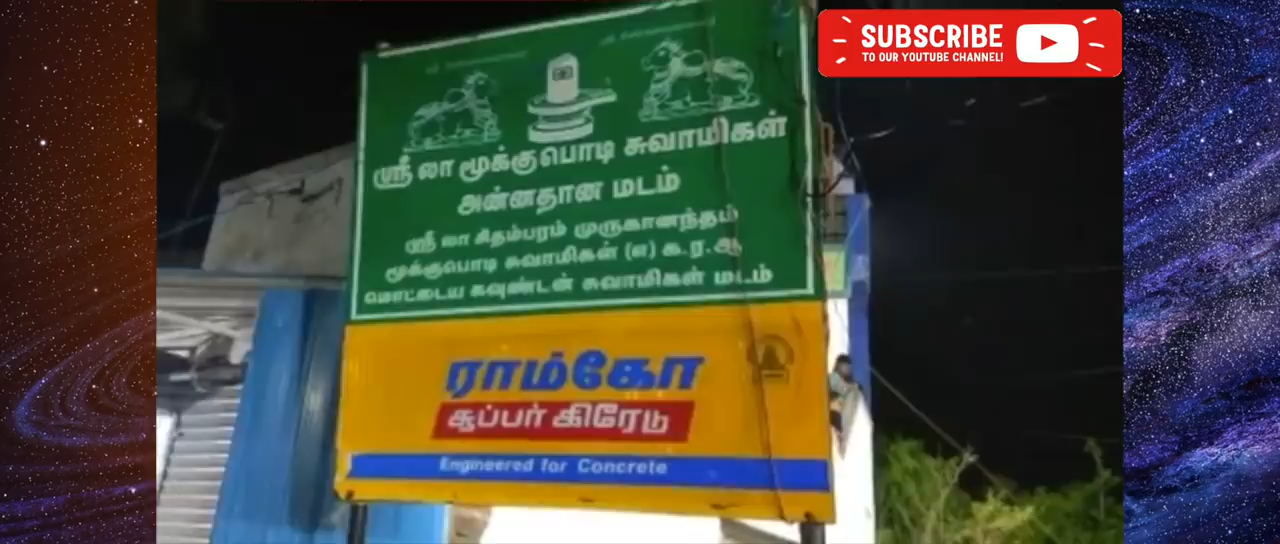 SUBSCRIBE
TO OUR YOUTUBE CHANNEL!
ஸ்ரீ லா மூக்குபொடி சுவாமிகள்
அன்னதான மடம்
ஸ்ரீ லா சிதம்பரம் முருகானந்தம்
மூக்குபொடி சுவாமிகள் (எ) க.ர.ஆ
மொட்டைய கவுண்டன் சுவாமிகள் மடம்
ராம்கோ
சூப்பர் கிரேடு
Engineered for Concrete